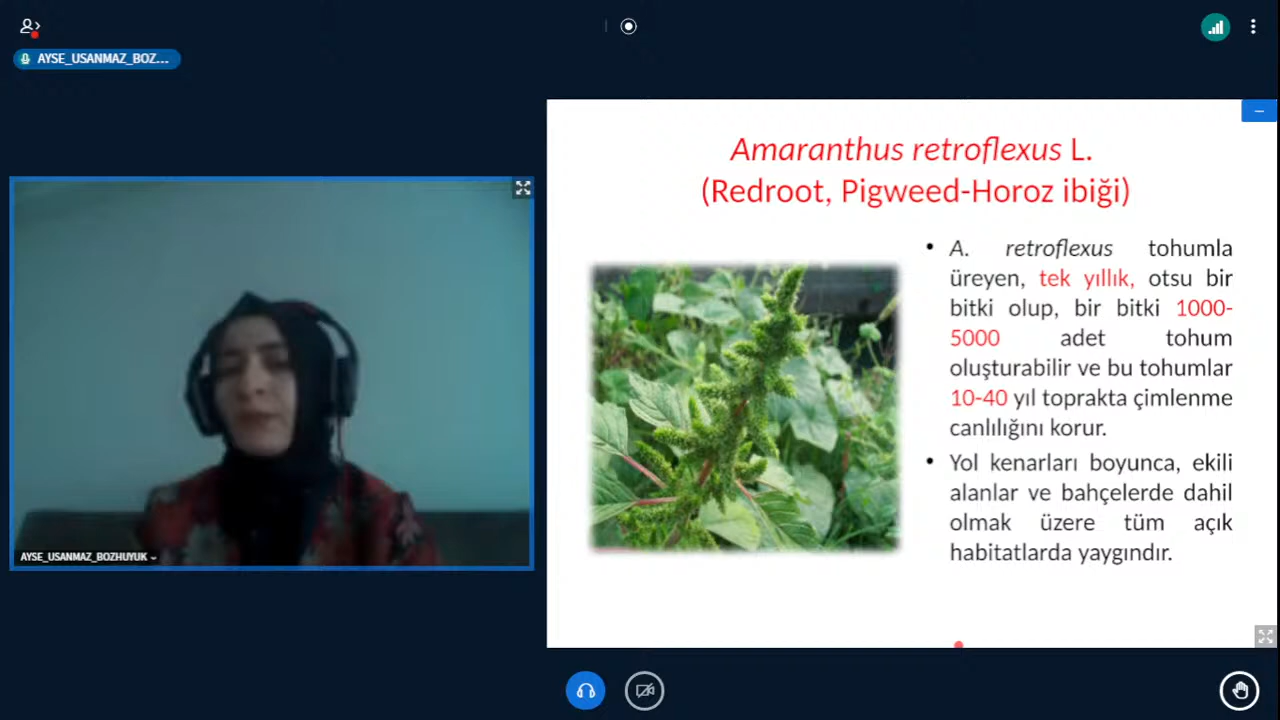 AYSE_USANMAZ_BOZ...
Amaranthus retroflexus L.
(Redroot, Pigweed-Horoz ibiği)
• A. retroflexus tohumla
üreyen, tek yıllık, otsu bir
bitki olup, bir bitki 1000-
5000 adet tohum
oluşturabilir ve bu tohumlar
10-40 yıl toprakta çimlenme
canlılığını korur.
• Yol kenarları boyunca, ekili
alanlar ve bahçelerde dahil
olmak üzere tüm açık
habitatlarda yaygındır.
AYSE_USANMAZ_BOZHUYUK